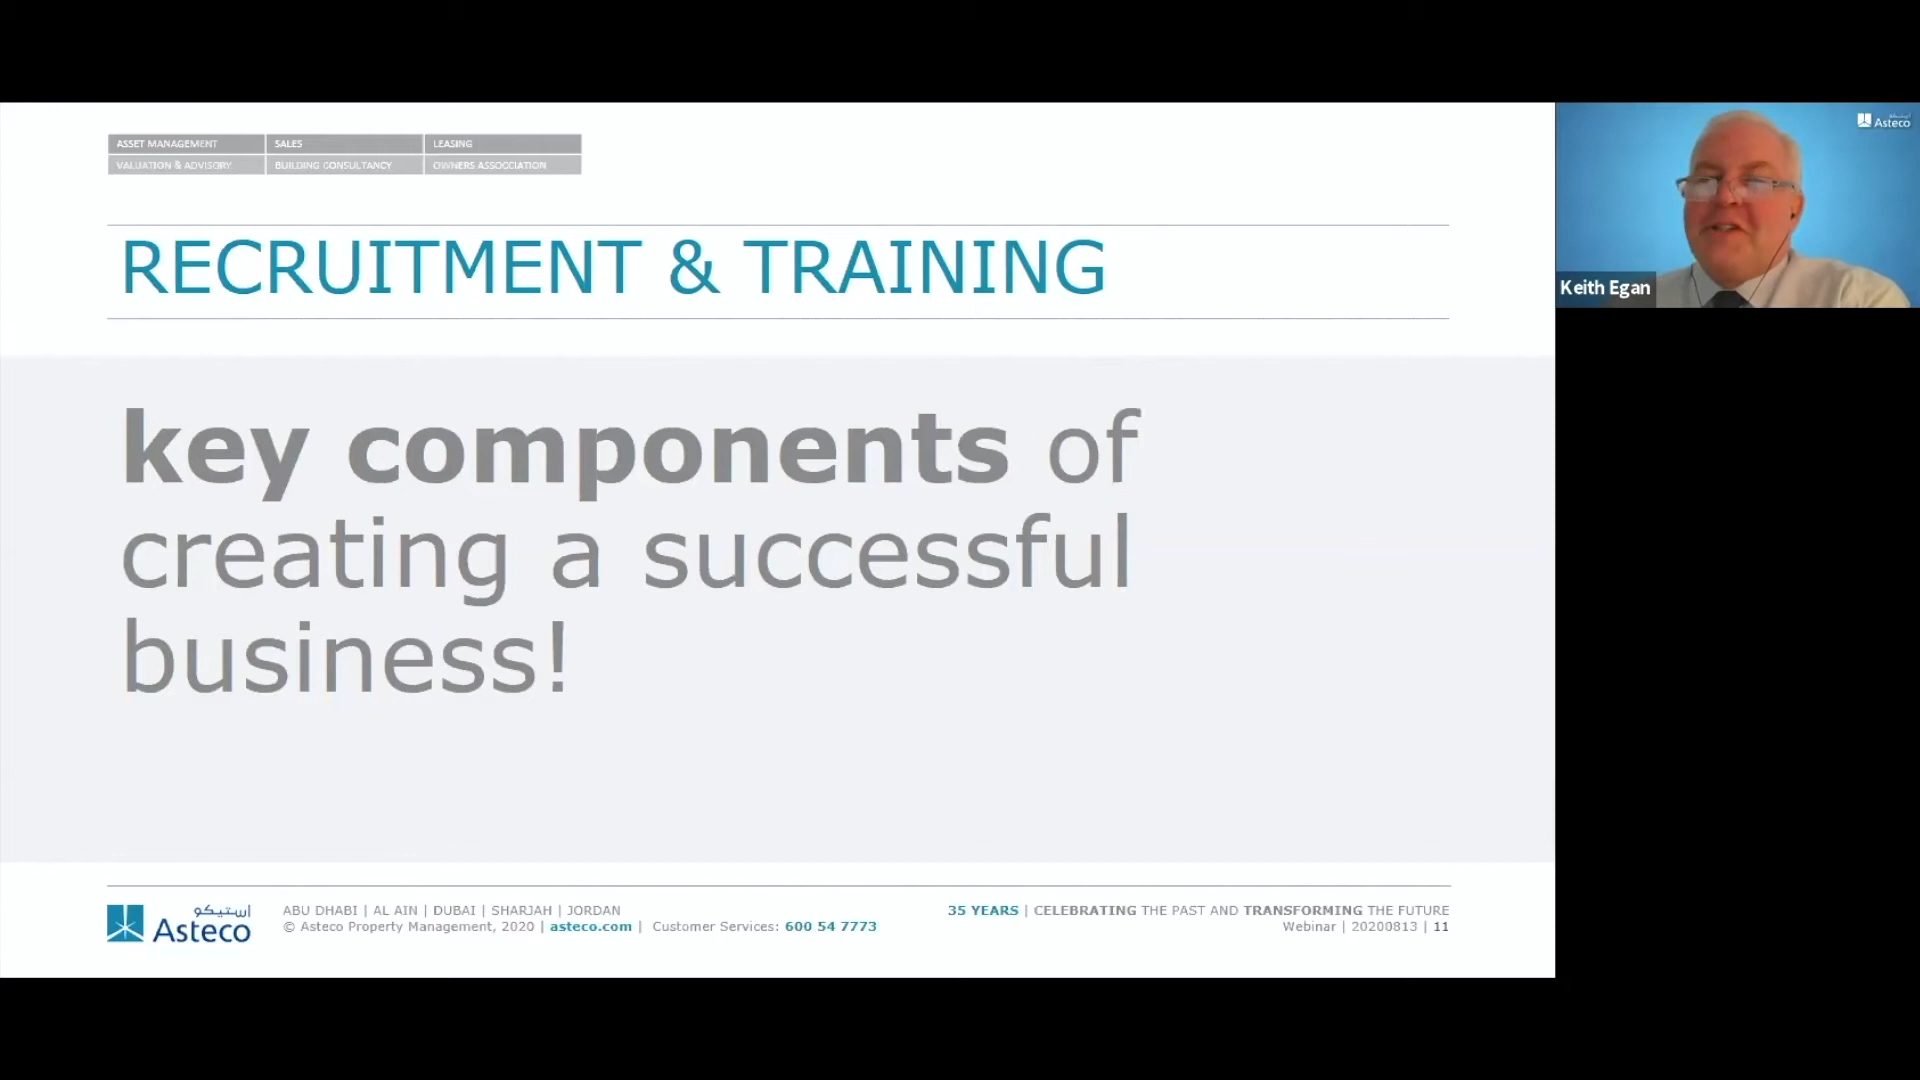 ASSET MANAGEMENT SALES LEASING
VALUATION & ADVISORY BUILDING CONSULTANCY OWNERS ASSOCCIATION
RECRUITMENT & TRAINING
key components of
creating a successful
business!
استيكو
Asteco
ABU DHABI | AL AIN | DUBAI | SHARJAH | JORDAN
© Asteco Property Management, 2020 | asteco.com | Customer Services: 600 54 7773
35 YEARS | CELEBRATING THE PAST AND TRANSFORMING THE FUTURE
Webinar | 20200813 | 11
استيكو
Asteco
Keith Egan